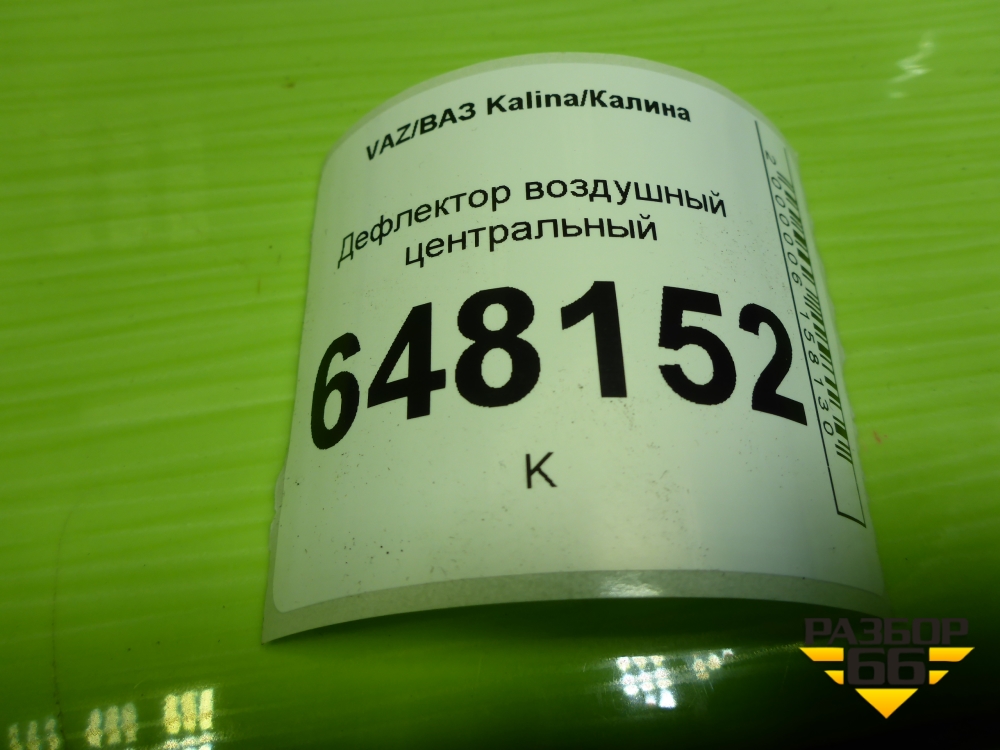 VAZ/ВАЗ Kalina/Калина
Дефлектор воздушный
центральный
648152
К
2000006158130
РАЗБОР
66